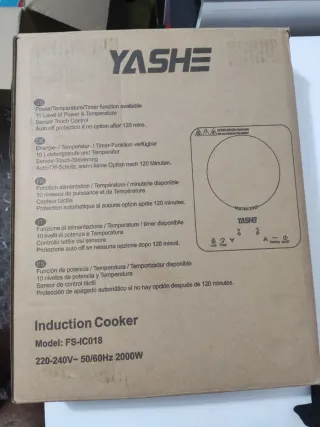 YASHE
Power/Temperature/Timer function available
10 Level of Power & Temperature
Sensor Touch Control
Auto off protection if no option after 120 mins.
Energie-/ Temperatur- / Timer-Funktion verfügbar
10 Leistungsstufe und Temperatur
Sensor-Touch-Steuerung
Auto-Off-Schutz, wenn keine Option nach 120 Minuten.
Fonction alimentation / Température / minuterie disponible
10 niveaux de puissance et de Température
Capteur tactile
Protection automatique si aucune option après 120 minutes.
Funzione di alimentazione / Temperatura / timer disponibile
10 livelli di potenza e Temperatura
Controllo tattile del sensore
Protezione auto off se nessuna opzione dopo 120 minuti.
Función de potencia / Temperatura / Temporizador disponible
10 niveles de potencia y Temperatura
Sensor de control táctil
Protección de apagado automático si no hay opción después de 120 minutes.
YASHE
Induction Cooker
Model: FS-IC018
220-240V~ 50/60Hz 2000W